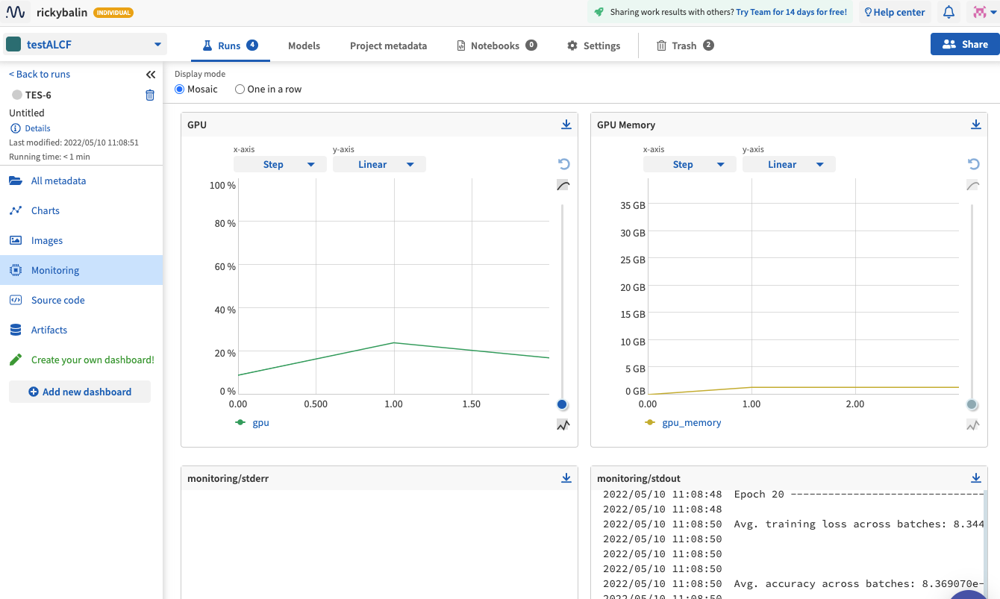 rickybalin INDIVIDUAL
Sharing work results with others? Try Team for 14 days for free!
Help center
testALCF
Runs 4
Models
Project metadata
Notebooks 0
Settings
Trash 2
Share
< Back to runs
TES-6
Untitled
Details
Last modified: 2022/05/10 11:08:51
Running time: < 1 min
All metadata
Charts
Images
Monitoring
Source code
Artifacts
Create your own dashboard!
Add new dashboard
Display mode
Mosaic
One in a row
GPU
x-axis
y-axis
Step
Linear
100 %
80 %
60 %
40 %
20 %
0 %
0.00
0.500
1.00
1.50
gpu
GPU Memory
x-axis
y-axis
Step
Linear
35 GB
30 GB
25 GB
20 GB
15 GB
10 GB
5 GB
0 GB
0.00
1.00
2.00
gpu_memory
monitoring/stderr
monitoring/stdout
2022/05/10 11:08:48 Epoch 20 -------------------------------
2022/05/10 11:08:48
2022/05/10 11:08:50 Avg. training loss across batches: 8.344
2022/05/10 11:08:50
2022/05/10 11:08:50
2022/05/10 11:08:50
2022/05/10 11:08:50 Avg. accuracy across batches: 8.369070e-
2022/05/10 11:08:50